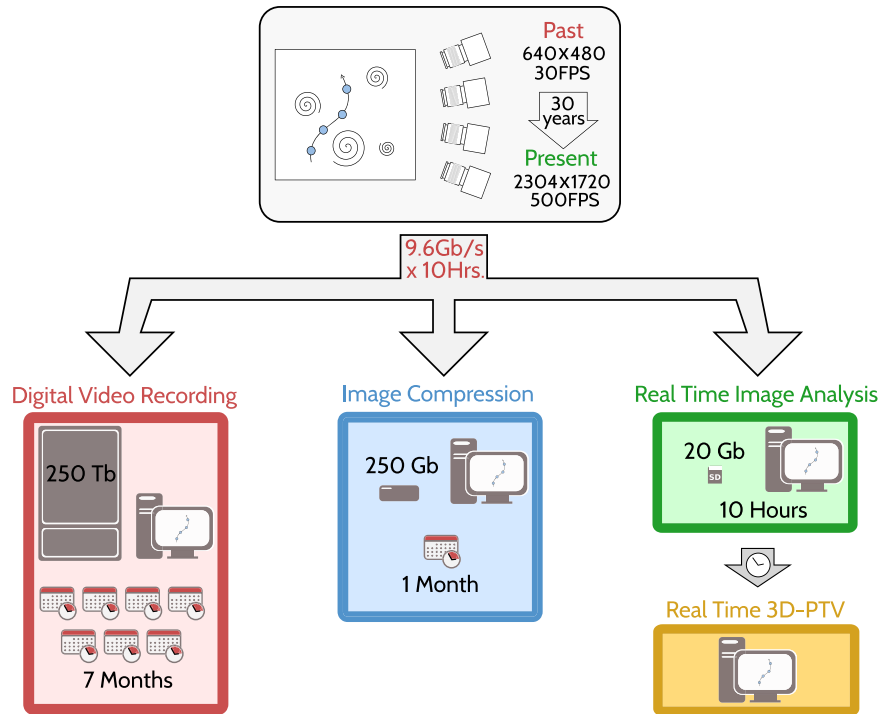 Past
640x480
30FPS
30
years
Present
2304x1720
500FPS
9.6Gb/s
x 10Hrs.
Digital Video Recording
250 Tb
7 Months
Image Compression
250 Gb
1 Month
Real Time Image Analysis
20 Gb
SD
10 Hours
Real Time 3D-PTV